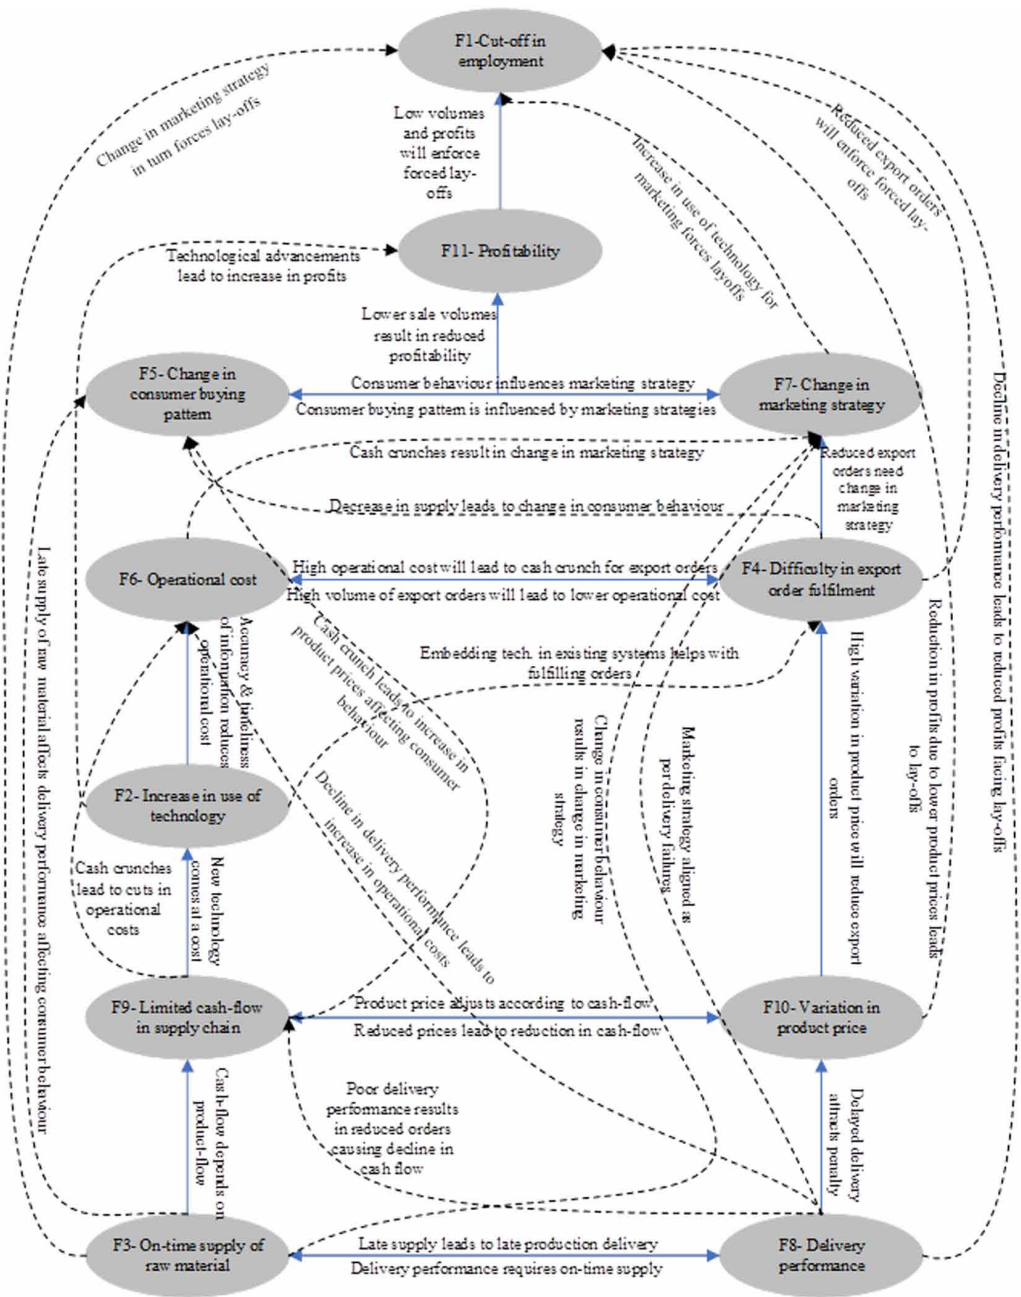 F1-Cut-off in
employment
Change in marketing strategy
in turn forces lay-offs
Low volumes
and profits
will enforce
forced lay-
offs
Increase in use of technology for
marketing forces layoffs
Reduced export orders
will enforce forced lay-
offs
F11- Profitability
Technological advancements
lead to increase in profits
Lower sale volumes
result in reduced
profitability
F5- Change in
consumer buying
pattern
Consumer behaviour influences marketing strategy
Consumer buying pattern is influenced by marketing strategies
F7- Change in
marketing strategy
Cash crunches result in change in marketing strategy
Reduced export
orders need
change in
marketing
strategy
Decrease in supply leads to change in consumer behaviour
F6- Operational cost
High operational cost will lead to cash crunch for export orders
High volume of export orders will lead to lower operational cost
F4- Difficulty in export
order fulfilment
Decline in delivery performance leads to reduced profits facing lay-offs
Late supply of raw material affects delivery performance affecting consumer behaviour
Accuracy & timeliness
of information reduces
operational cost
Cash crunch leads to increase in
product prices affecting consumer
behaviour
Embedding tech. in existing systems helps with
fulfilling orders
High variation in product price will reduce export
orders
Reduction in profits due to lower product prices leads
to lay-offs
F2- Increase in use of
technology
Decline in delivery performance leads to
increase in operational costs
Change in consumer behaviour
results in change in marketing
strategy
Marketing strategy aligned as
per delivery failures
Cash crunches
lead to cuts in
operational
costs
New technology
comes at a cost
F9- Limited cash-flow
in supply chain
Product price adjusts according to cash-flow
Reduced prices lead to reduction in cash-flow
F10- Variation in
product price
Cash-flow depends on
product-flow
Poor delivery
performance results
in reduced orders
causing decline in
cash flow
Delayed delivery
attracts penalty
F3- On-time supply of
raw material
Late supply leads to late production delivery
Delivery performance requires on-time supply
F8- Delivery
performance